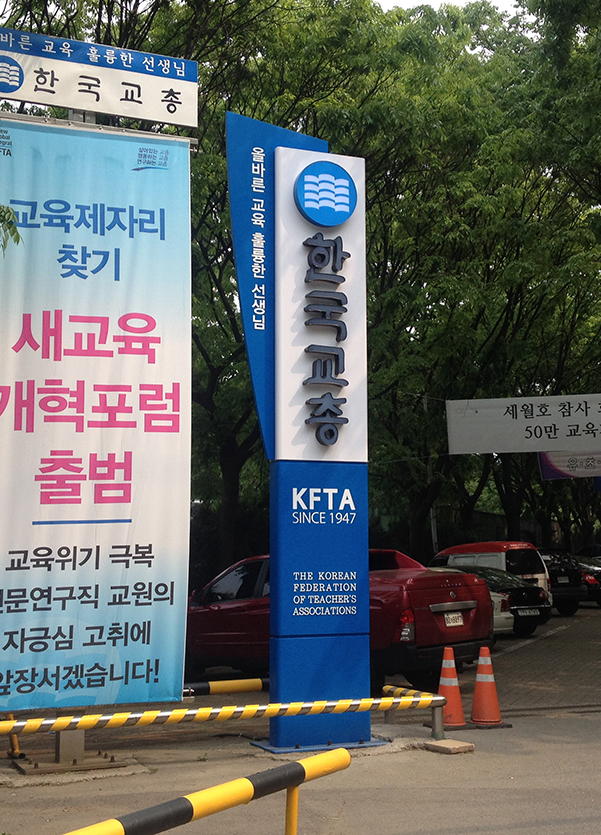 바른 교육 훌륭한 선생님
한국교총
KFTA
교육제자리
찾기
새교육
개혁포럼
출범
교육위기 극복
전문연구직 교원의
자긍심 고취에
앞장서겠습니다!
올바른 교육 훌륭한 선생님
한국교총
KFTA
SINCE 1947
THE KOREAN
FEDERATION
OF TEACHER'S
ASSOCIATIONS
세월호 참사
50만 교육